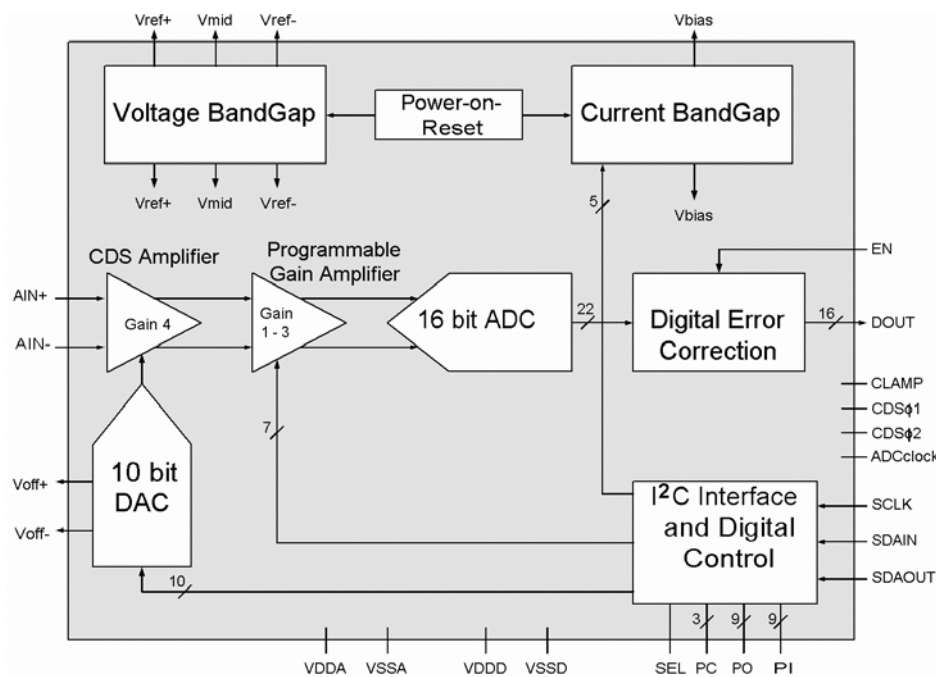 Vref+ Vmid Vref- Vbias
Voltage BandGap
Power-on-
Reset
Current BandGap
Vref+ Vmid Vref-
Vbias
5
CDS Amplifier
Programmable
Gain Amplifier
EN
AIN+
AIN-
Gain 4
Gain
1 - 3
16 bit ADC
22
Digital Error
Correction
16
DOUT
CLAMP
CDSϕ1
CDSϕ2
ADCclock
7
10 bit
DAC
Voff+
Voff-
I²C Interface
and Digital
Control
SCLK
SDAIN
SDAOUT
10
3 9 9
VDDA VSSA VDDD VSSD SEL PC PO PI